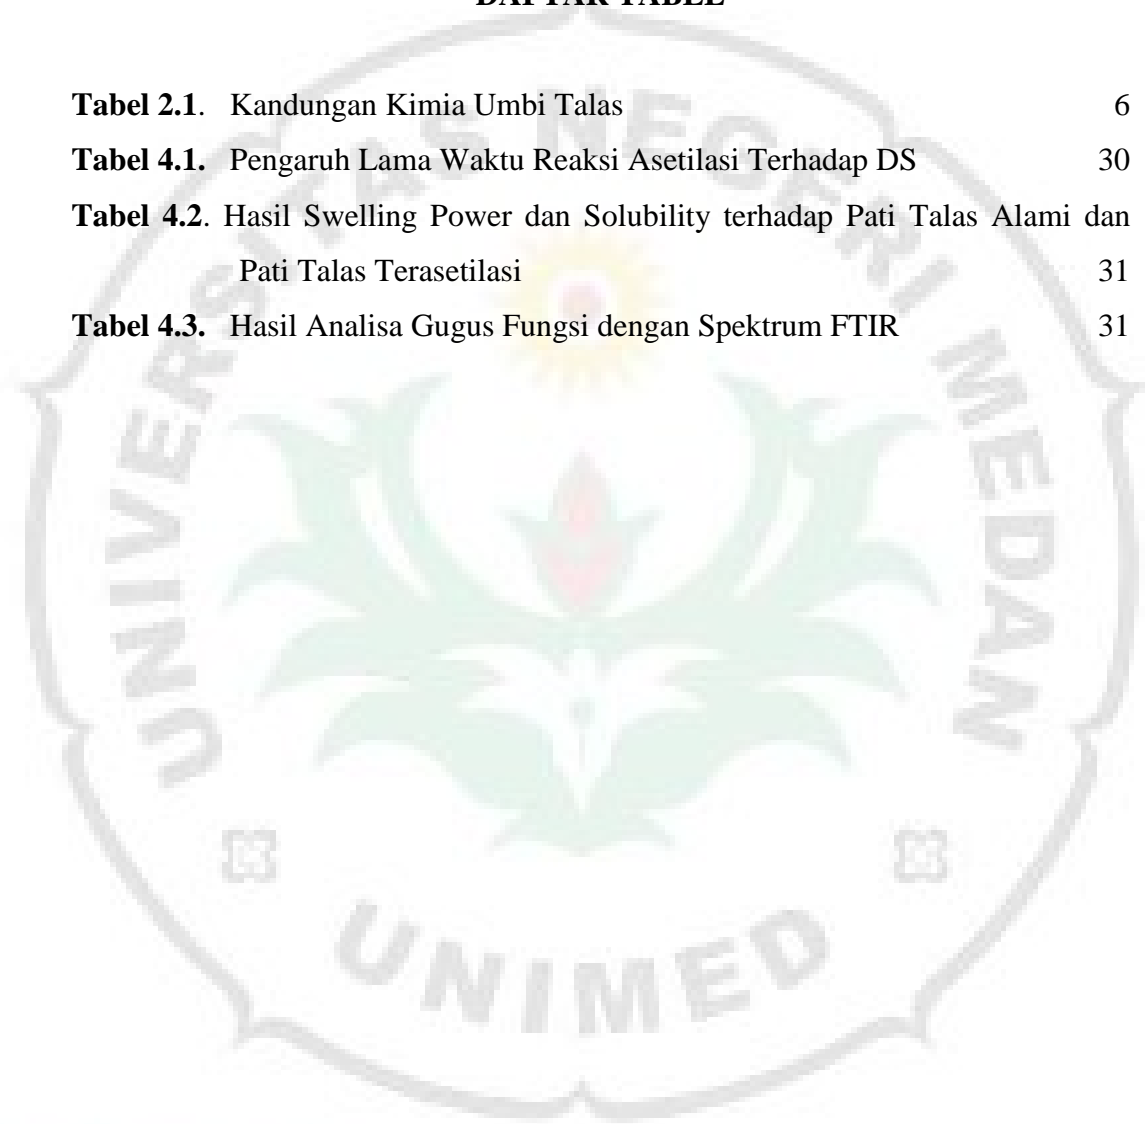 DAFTAR TABEL
Tabel 2.1. Kandungan Kimia Umbi Talas 6
Tabel 4.1. Pengaruh Lama Waktu Reaksi Asetilasi Terhadap DS 30
Tabel 4.2. Hasil Swelling Power dan Solubility terhadap Pati Talas Alami dan
Pati Talas Terasetilasi 31
Tabel 4.3. Hasil Analisa Gugus Fungsi dengan Spektrum FTIR 31
UNIVERSITAS NEGERI MEDAN
UNIMED